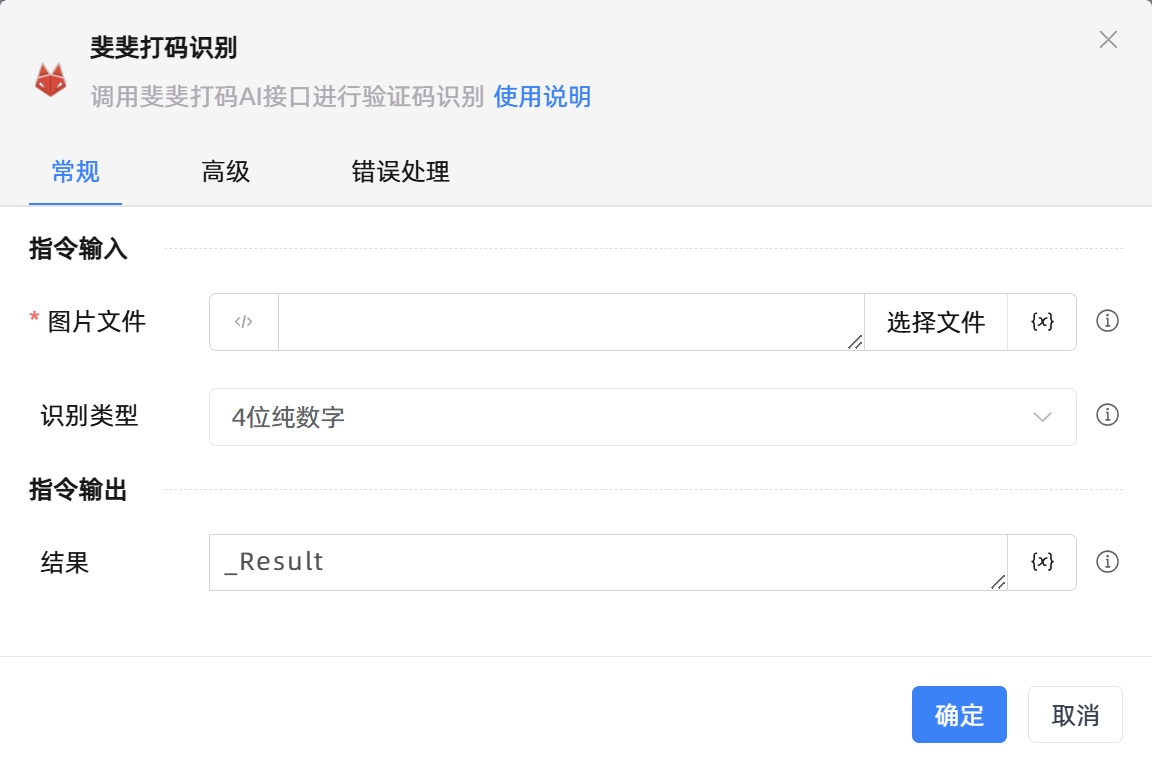 斐斐打码识别
调用斐斐打码AI接口进行验证码识别 使用说明
常规 高级 错误处理
指令输入
* 图片文件 </> 选择文件 {x}
识别类型 4位纯数字
指令输出
结果 _Result {x}
确定 取消